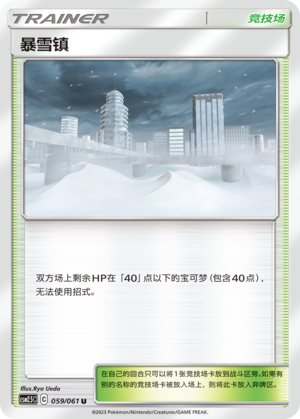 TRAINER 竞技场
暴雪镇
双方场上剩余HP在「40」点以下的宝可梦（包含40点），
无法使用招式。
Illus.Ryo Ueda
CSM2.5C C 059/061 U
在自己的回合只可以将1张竞技场卡放到战斗区旁。如果有
别的名称的竞技场卡被放入场上，则将此卡放入弃牌区。
©2023 Pokémon/Nintendo/Creatures/GAME FREAK.